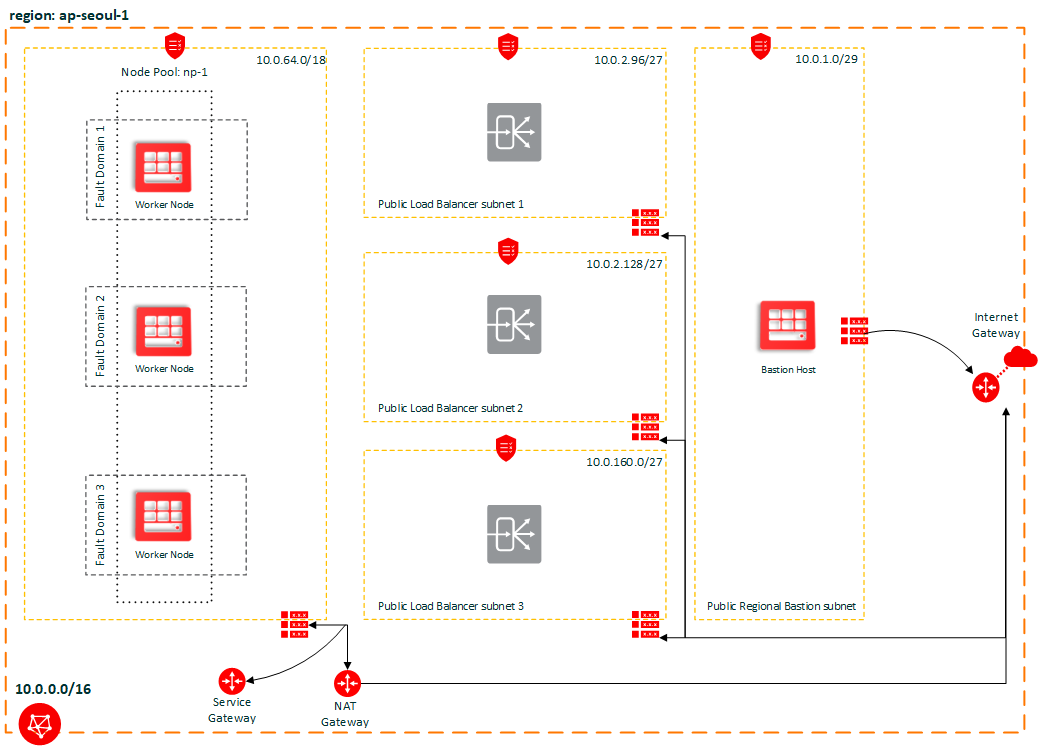 region: ap-seoul-1
10.0.64.0/18
Node Pool: np-1
Fault Domain 1
Worker Node
Fault Domain 2
Worker Node
Fault Domain 3
Worker Node
10.0.2.96/27
Public Load Balancer subnet 1
10.0.2.128/27
Public Load Balancer subnet 2
10.0.160.0/27
Public Load Balancer subnet 3
10.0.1.0/29
Bastion Host
Public Regional Bastion subnet
Internet
Gateway
Service
Gateway
NAT
Gateway
10.0.0.0/16